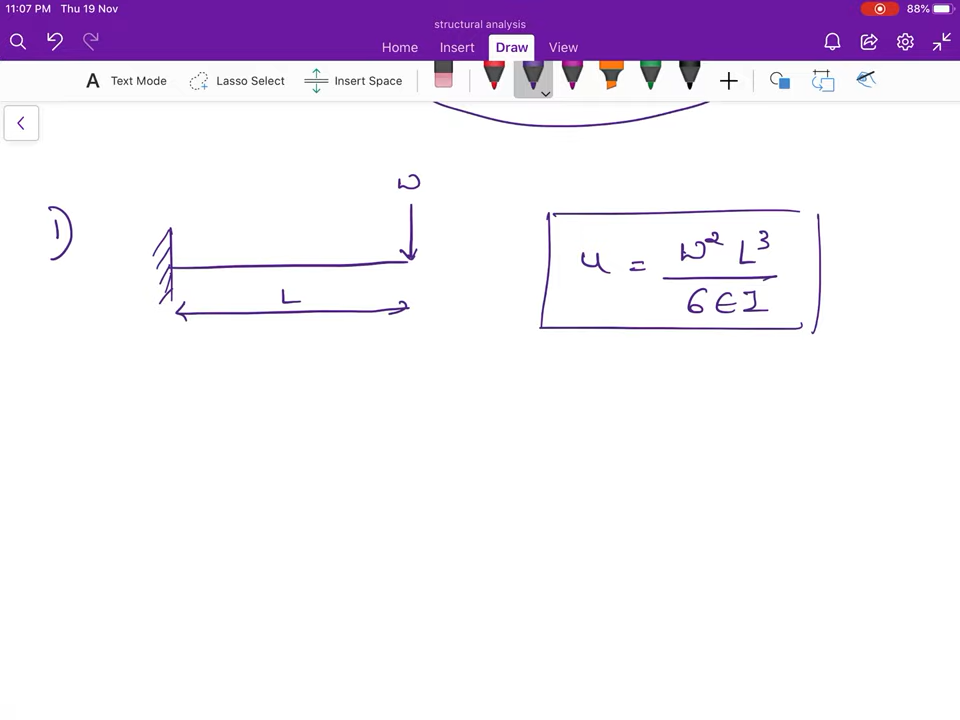 11:07 PM Thu 19 Nov
88%
structural analysis
Home Insert Draw View
A Text Mode Lasso Select Insert Space
1)
W
L
u = W² L³ / 6EI